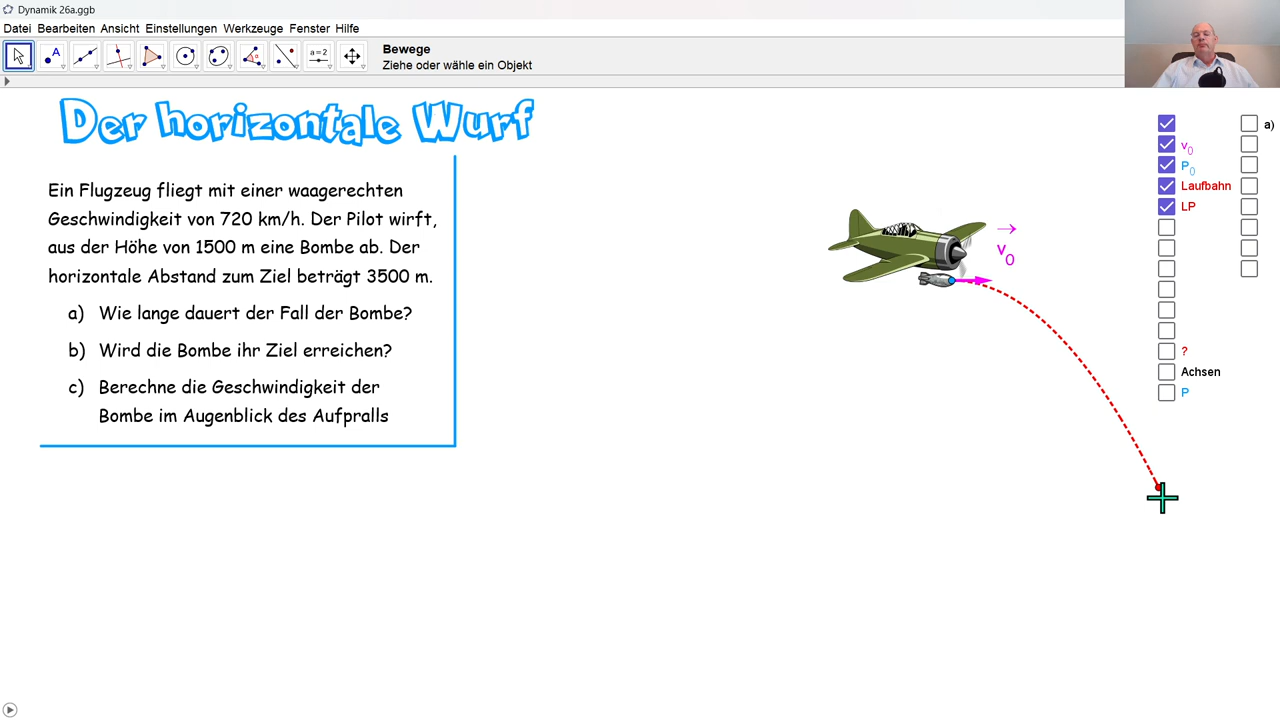 Dynamik 26a.ggb
Datei Bearbeiten Ansicht Einstellungen Werkzeuge Fenster Hilfe
A
a=2
Bewege
Ziehe oder wähle ein Objekt
Der horizontale Wurf
Ein Flugzeug fliegt mit einer waagerechten
Geschwindigkeit von 720 km/h. Der Pilot wirft,
aus der Höhe von 1500 m eine Bombe ab. Der
horizontale Abstand zum Ziel beträgt 3500 m.
a) Wie lange dauert der Fall der Bombe?
b) Wird die Bombe ihr Ziel erreichen?
c) Berechne die Geschwindigkeit der
Bombe im Augenblick des Aufpralls
v0
a)
v0
P0
Laufbahn
LP
?
Achsen
P